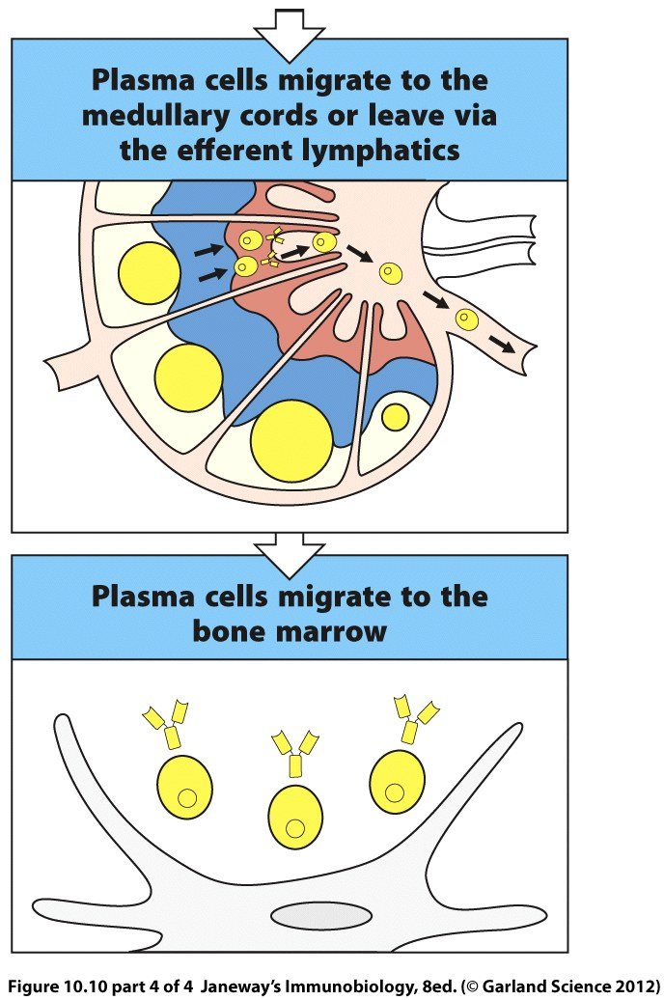 Plasma cells migrate to the
medullary cords or leave via
the efferent lymphatics
Plasma cells migrate to the
bone marrow
Figure 10.10 part 4 of 4 Janeway’s Immunobiology, 8ed. (© Garland Science 2012)